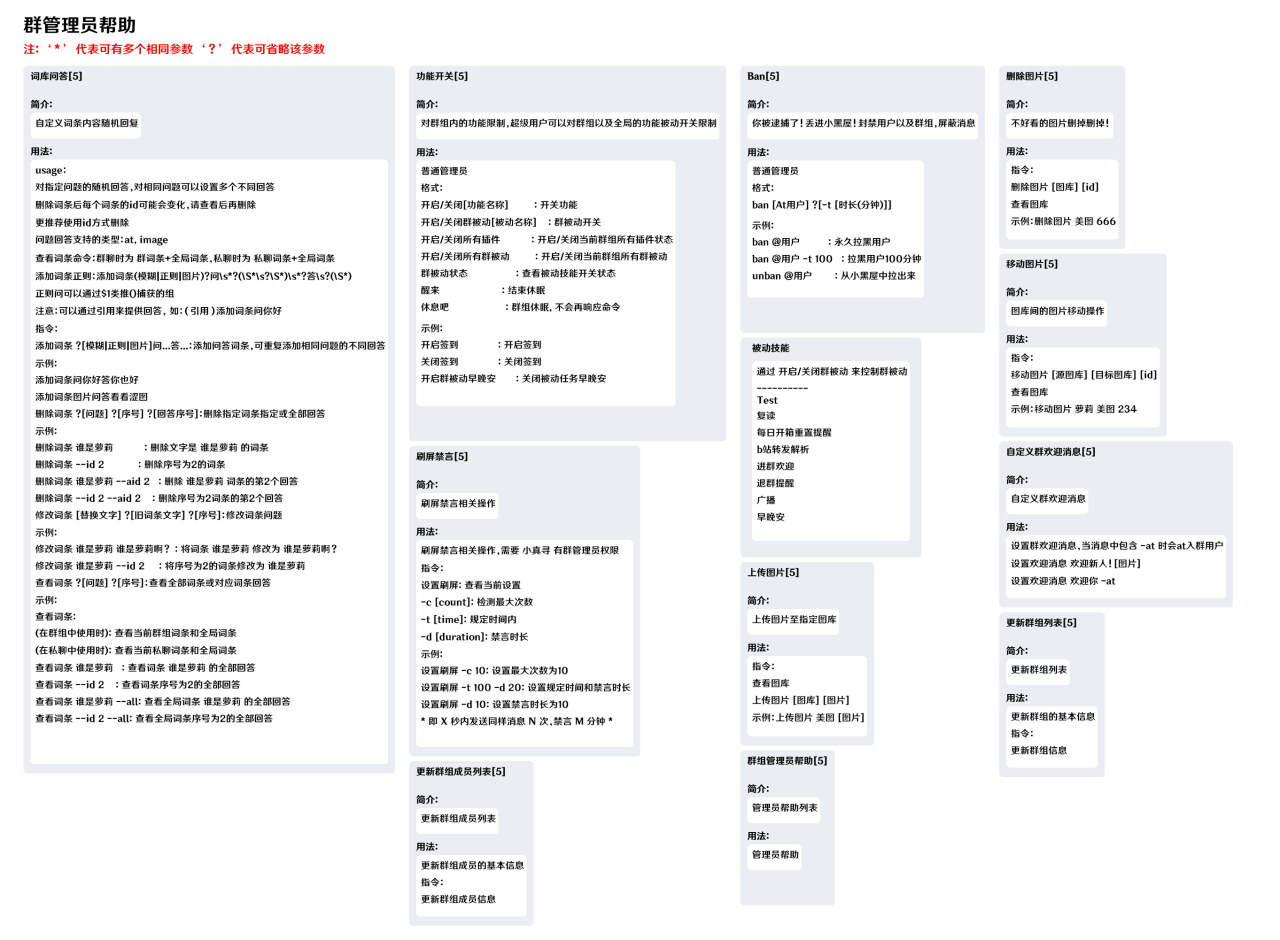 群管理员帮助
注: ‘*’ 代表可有多个相同参数 ‘?’ 代表可省略该参数
词库问答[5]
简介:
自定义词条内容随机回复
用法:
usage:
对指定问题的随机回答,对相同问题可以设置多个不同回答
删除词条后每个词条的id可能会变化,请查看后再删除
更推荐使用id方式删除
问题回答支持的类型:at, image
查看词条命令:群聊时为 群词条+全局词条,私聊时为 私聊词条+全局词条
添加词条正则:添加词条(模糊|正则|图片)?问\s*?(\S*\s?\S*)\s*?答\s?(\S*)
正则问可以通过$1类推()捕获的组
注意:可以通过引用来提供回答, 如: ( 引用 )添加词条问你好
指令:
添加词条 ?[模糊|正则|图片]问...答...:添加问答词条,可重复添加相同问题的不同回答
示例:
添加词条问你好答你也好
添加词条图片问答看看涩图
删除词条 ?[问题] ?[序号] ?[回答序号]:删除指定词条指定或全部回答
示例:
删除词条 谁是萝莉 : 删除文字是 谁是萝莉 的词条
删除词条 --id 2 : 删除序号为2的词条
删除词条 谁是萝莉 --aid 2 : 删除 谁是萝莉 词条的第2个回答
删除词条 --id 2 --aid 2 : 删除序号为2词条的第2个回答
修改词条 [替换文字] ?[旧词条文字] ?[序号]:修改词条问题
示例:
修改词条 谁是萝莉 谁是萝莉啊? : 将词条 谁是萝莉 修改为 谁是萝莉啊?
修改词条 谁是萝莉 --id 2 : 将序号为2的词条修改为 谁是萝莉
查看词条 ?[问题] ?[序号]:查看全部词条或对应词条回答
示例:
查看词条:
(在群组中使用时): 查看当前群组词条和全局词条
(在私聊中使用时): 查看当前私聊词条和全局词条
查看词条 谁是萝莉 : 查看词条 谁是萝莉 的全部回答
查看词条 --id 2 : 查看词条序号为2的全部回答
查看词条 谁是萝莉 --all: 查看全局词条 谁是萝莉 的全部回答
查看词条 --id 2 --all: 查看全局词条序号为2的全部回答
功能开关[5]
简介:
对群组内的功能限制,超级用户可以对群组以及全局的功能被动开关限制
用法:
普通管理员
格式:
开启/关闭[功能名称] : 开关功能
开启/关闭群被动[被动名称] : 群被动开关
开启/关闭所有插件 : 开启/关闭当前群组所有插件状态
开启/关闭所有群被动 : 开启/关闭当前群组所有群被动
群被动状态 : 查看被动技能开关状态
醒来 : 结束休眠
休息吧 : 群组休眠, 不会再响应命令
示例:
开启签到 : 开启签到
关闭签到 : 关闭签到
开启群被动早晚安 : 关闭被动任务早晚安
刷屏禁言[5]
简介:
刷屏禁言相关操作
用法:
刷屏禁言相关操作,需要 小真寻 有群管理员权限
指令:
设置刷屏: 查看当前设置
-c [count]: 检测最大次数
-t [time]: 规定时间内
-d [duration]: 禁言时长
示例:
设置刷屏 -c 10: 设置最大次数为10
设置刷屏 -t 100 -d 20: 设置规定时间和禁言时长
设置刷屏 -d 10: 设置禁言时长为10
* 即 X 秒内发送同样消息 N 次,禁言 M 分钟 *
更新群组成员列表[5]
简介:
更新群组成员列表
用法:
更新群组成员的基本信息
指令:
更新群组成员信息
Ban[5]
简介:
你被逮捕了!丢进小黑屋!封禁用户以及群组,屏蔽消息
用法:
普通管理员
格式:
ban [At用户] ?[-t [时长(分钟)]]
示例:
ban @用户 : 永久拉黑用户
ban @用户 -t 100 : 拉黑用户100分钟
unban @用户 : 从小黑屋中拉出来
被动技能
通过 开启/关闭群被动 来控制群被动
----------
Test
复读
每日开箱重置提醒
b站转发解析
进群欢迎
退群提醒
广播
早晚安
上传图片[5]
简介:
上传图片至指定图库
用法:
指令:
查看图库
上传图片 [图库] [图片]
示例:上传图片 美图 [图片]
群组管理员帮助[5]
简介:
管理员帮助列表
用法:
管理员帮助
删除图片[5]
简介:
不好看的图片删掉删掉!
用法:
指令:
删除图片 [图库] [id]
查看图库
示例:删除图片 美图 666
移动图片[5]
简介:
图库间的图片移动操作
用法:
指令:
移动图片 [源图库] [目标图库] [id]
查看图库
示例:移动图片 萝莉 美图 234
自定义群欢迎消息[5]
简介:
自定义群欢迎消息
用法:
设置群欢迎消息,当消息中包含 -at 时会at入群用户
设置欢迎消息 欢迎新人![图片]
设置欢迎消息 欢迎你 -at
更新群组列表[5]
简介:
更新群组列表
用法:
更新群组的基本信息
指令:
更新群组信息